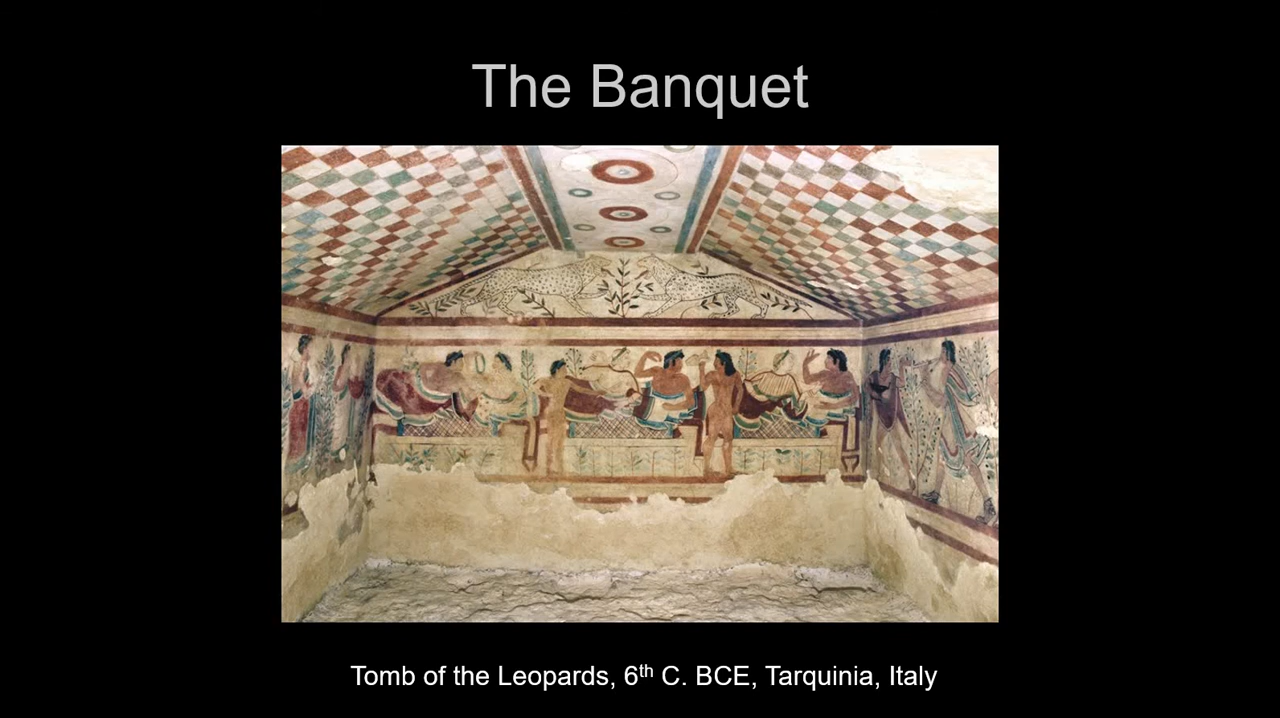 The Banquet
Tomb of the Leopards, 6th C. BCE, Tarquinia, Italy